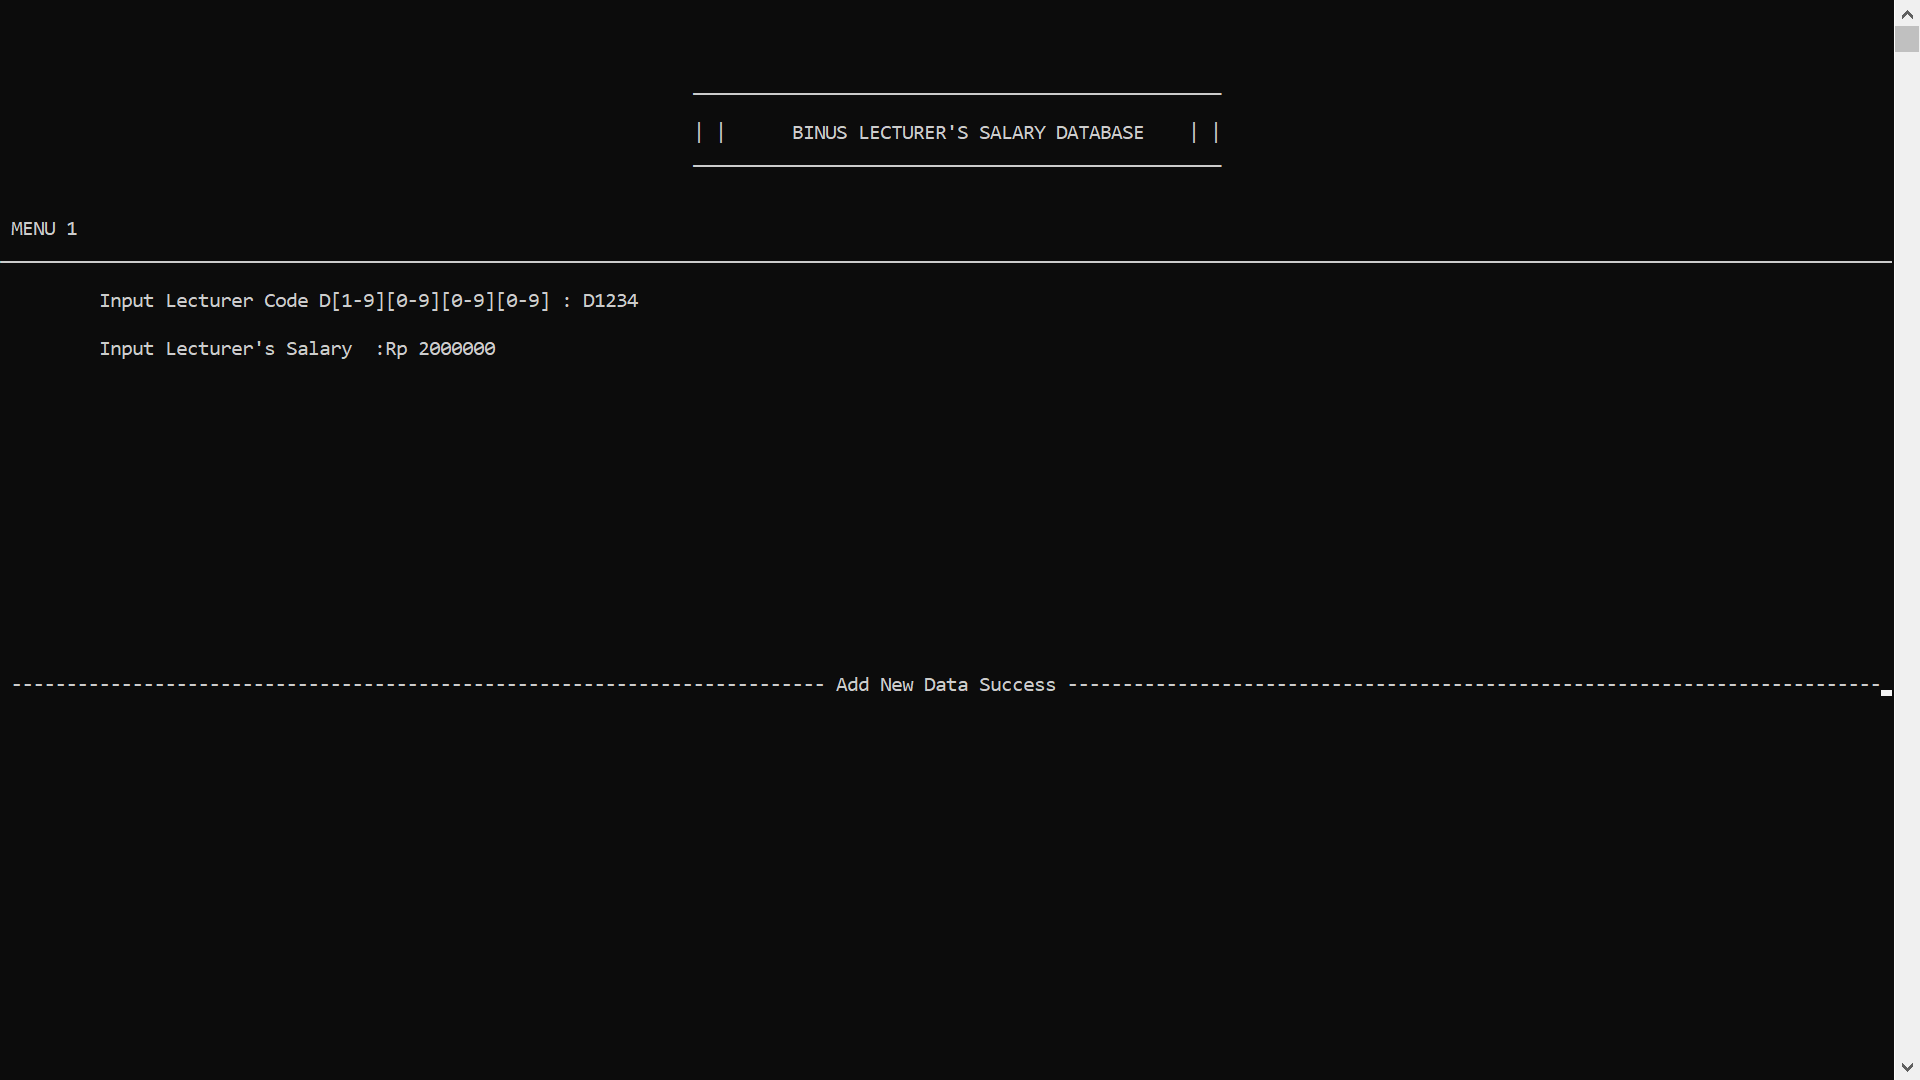 | | BINUS LECTURER'S SALARY DATABASE | |
MENU 1
Input Lecturer Code D[1-9][0-9][0-9][0-9] : D1234
Input Lecturer's Salary  :Rp 2000000
-------------------------------------------------------------------------- Add New Data Success --------------------------------------------------------------------------